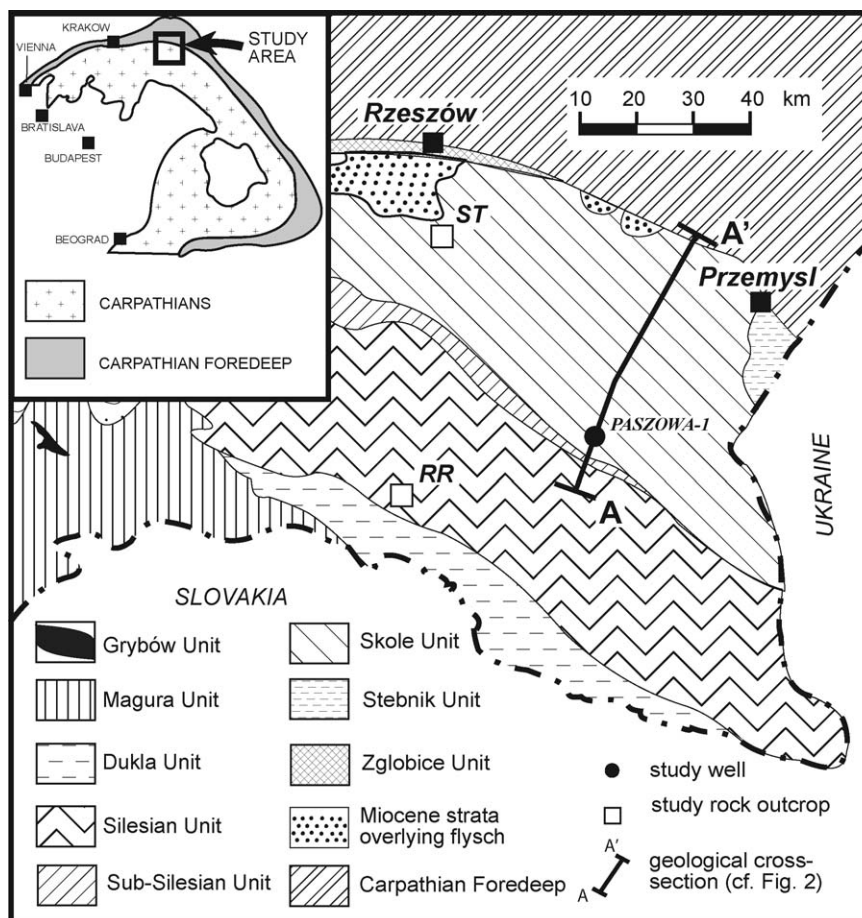 KRAKOW
VIENNA
STUDY
AREA
BRATISLAVA
BUDAPEST
BEOGRAD
CARPATHIANS
CARPATHIAN FOREDEEP
10 20 30 40 km
Rzeszów
ST
A'
Przemysl
PASZOWA-1
RR
A
UKRAINE
SLOVAKIA
Grybów Unit
Magura Unit
Dukla Unit
Silesian Unit
Sub-Silesian Unit
Skole Unit
Stebnik Unit
Zglobice Unit
Miocene strata
overlying flysch
Carpathian Foredeep
study well
study rock outcrop
A'
A
geological cross-
section (cf. Fig. 2)